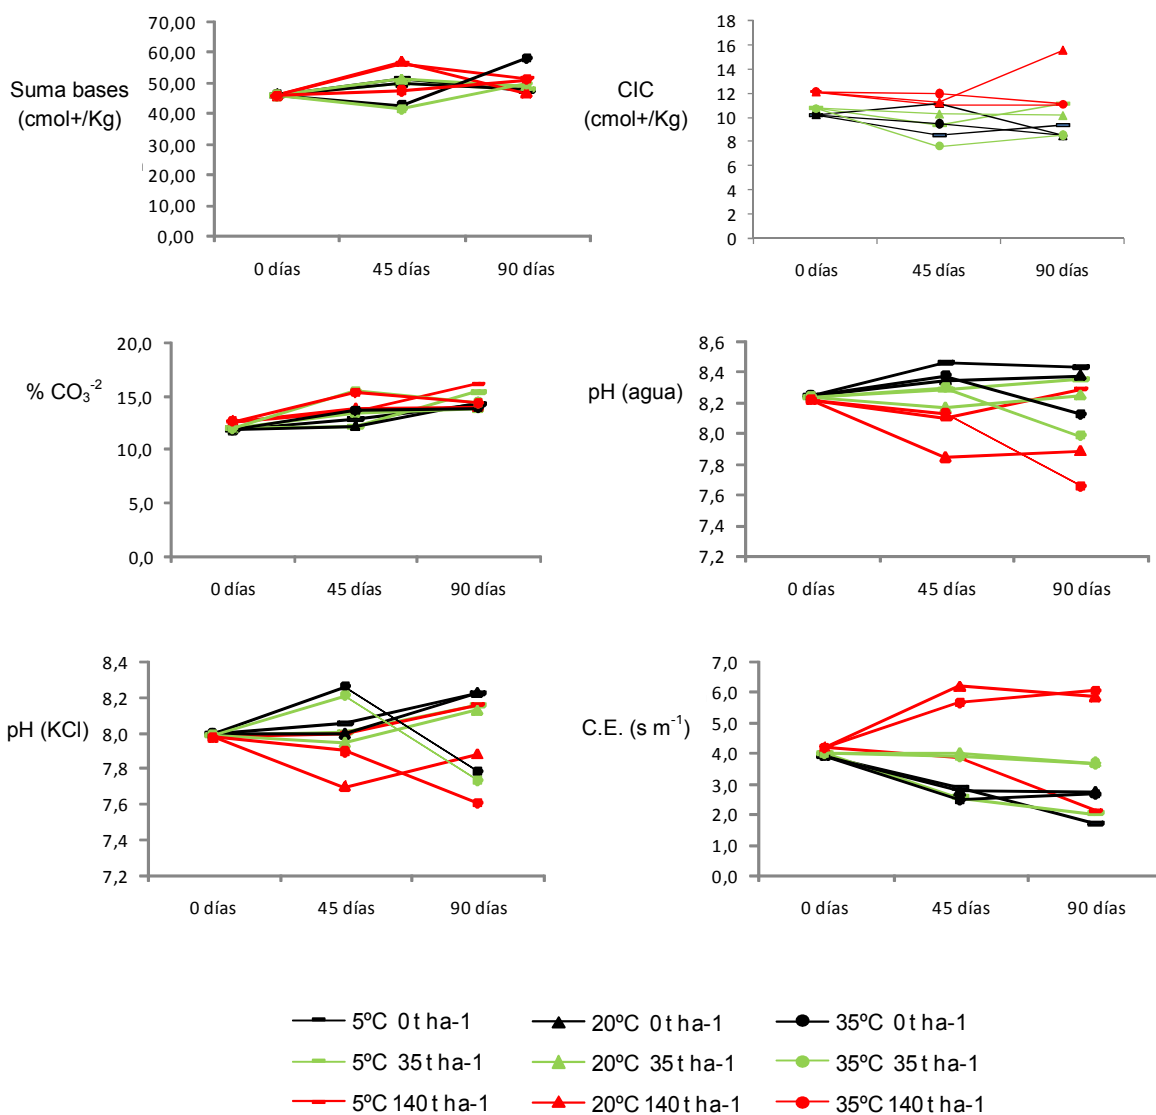 70,00
60,00
50,00
40,00
30,00
20,00
10,00
0,00
Suma bases
(cmol+/Kg)
0 días 45 días 90 días
18
16
14
12
10
8
6
4
2
0
CIC
(cmol+/Kg)
0 días 45 días 90 días
20,0
15,0
10,0
5,0
0,0
% CO₃⁻²
0 días 45 días 90 días
8,6
8,4
8,2
8,0
7,8
7,6
7,4
7,2
pH (agua)
0 días 45 días 90 días
8,4
8,2
8,0
7,8
7,6
7,4
7,2
pH (KCl)
0 días 45 días 90 días
7,0
6,0
5,0
4,0
3,0
2,0
1,0
0,0
C.E. (s m⁻¹)
0 días 45 días 90 días
5ºC 0 t ha-1 20ºC 0 t ha-1 35ºC 0 t ha-1
5ºC 35 t ha-1 20ºC 35 t ha-1 35ºC 35 t ha-1
5ºC 140 t ha-1 20ºC 140 t ha-1 35ºC 140 t ha-1